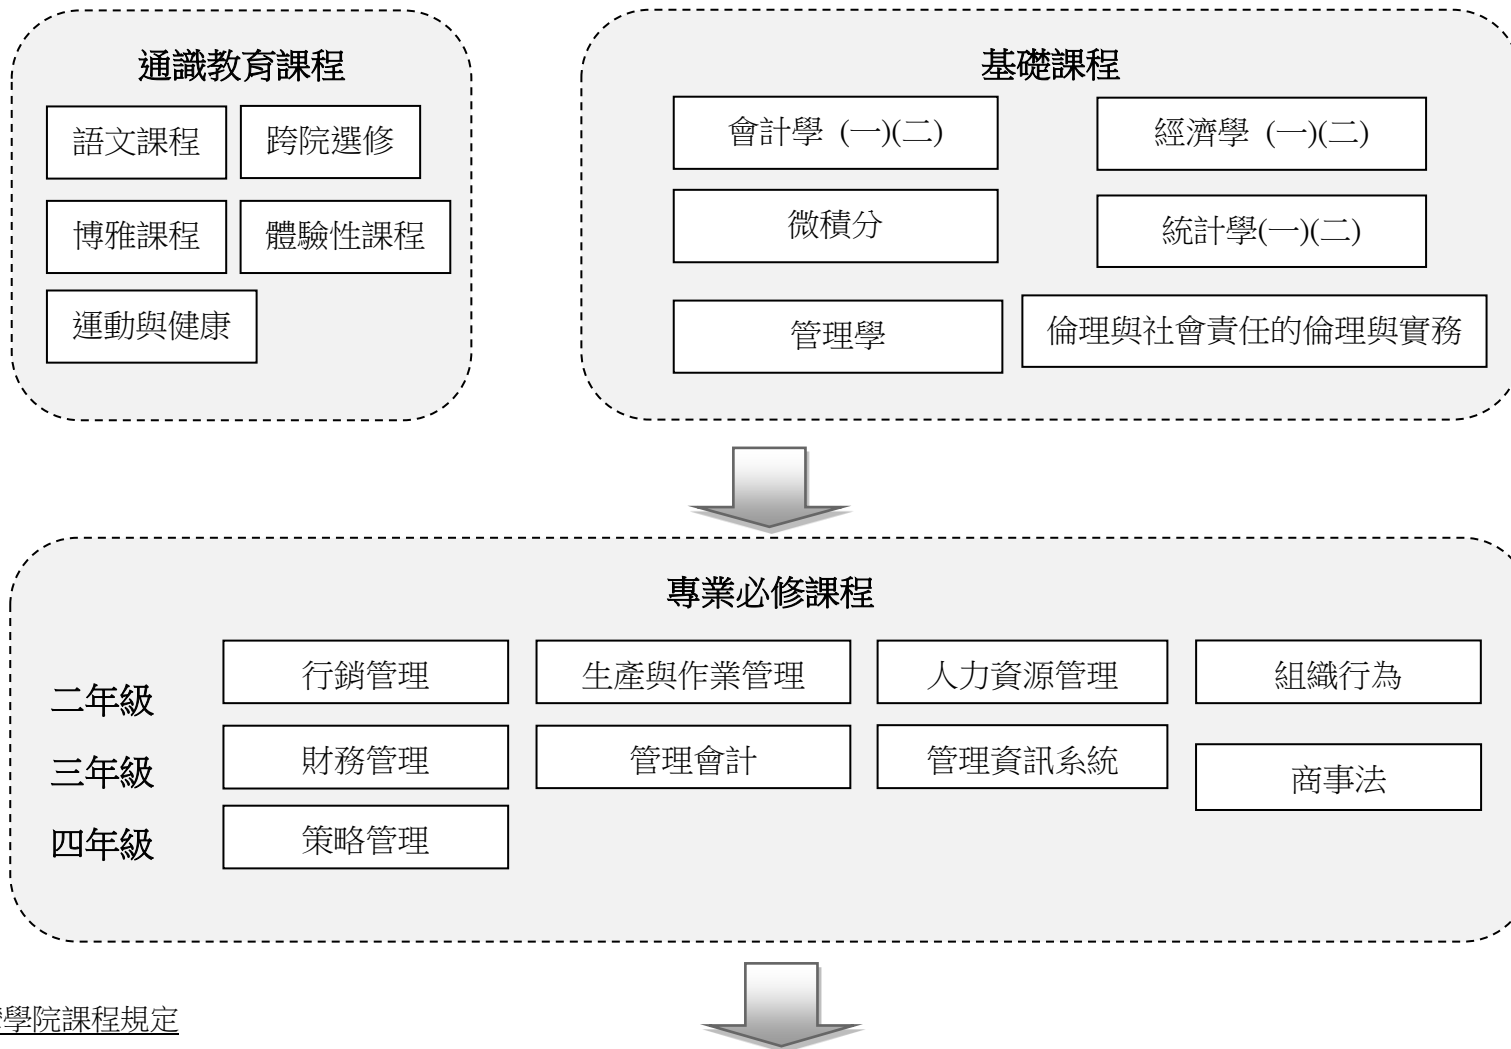 通識教育課程
語文課程
跨院選修
博雅課程
體驗性課程
運動與健康
基礎課程
會計學 (一)(二)
經濟學 (一)(二)
微積分
統計學(一)(二)
管理學
倫理與社會責任的倫理與實務
專業必修課程
二年級
行銷管理
生產與作業管理
人力資源管理
組織行為
三年級
財務管理
管理會計
管理資訊系統
商事法
四年級
策略管理
學院課程規定